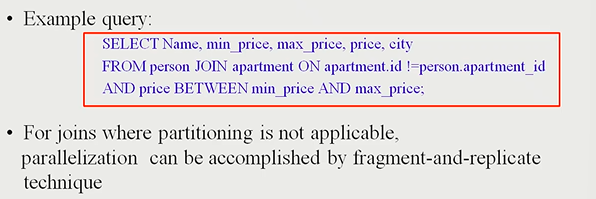 • Example query:
SELECT Name, min_price, max_price, price, city
FROM person JOIN apartment ON apartment.id !=person.apartment_id
AND price BETWEEN min_price AND max_price;
• For joins where partitioning is not applicable,
parallelization can be accomplished by fragment-and-replicate
technique